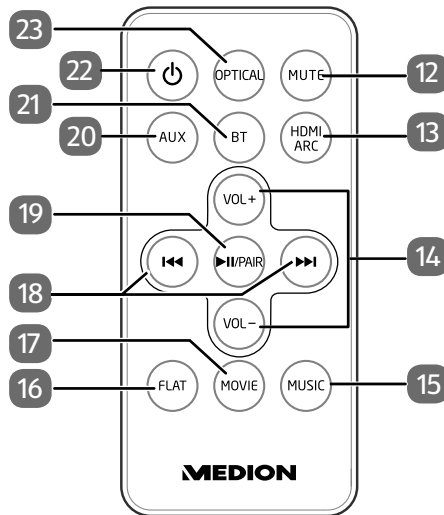 23
22
OPTICAL
MUTE
12
21
20
AUX
BT
HDMI
ARC
13
VOL+
19
/PAIR
14
18
VOL−
17
16
FLAT
MOVIE
MUSIC
15
MEDION